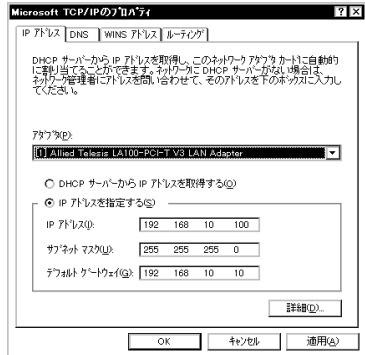 Microsoft TCP/IPのﾌﾟﾛﾊﾟﾃｨ
IP ｱﾄﾞﾚｽ DNS WINS ｱﾄﾞﾚｽ ﾙｰﾃｨﾝｸﾞ
DHCP ｻｰﾊﾞｰから IP ｱﾄﾞﾚｽを取得し、このﾈｯﾄﾜｰｸ ｱﾀﾞﾌﾟﾀ ｶｰﾄﾞに自動的
に割り当てることができます。ﾈｯﾄﾜｰｸに DHCP ｻｰﾊﾞｰがない場合は、
ﾈｯﾄﾜｰｸ管理者にｱﾄﾞﾚｽを問い合わせて、そのｱﾄﾞﾚｽを下のﾎﾞｯｸｽに入力し
てください。
ｱﾀﾞﾌﾟﾀ(P):
[1] Allied Telesis LA100-PCI-T V3 LAN Adapter
DHCP ｻｰﾊﾞｰから IP ｱﾄﾞﾚｽを取得する(O)
IP ｱﾄﾞﾚｽを指定する(S)
IP ｱﾄﾞﾚｽ(I): 192 168 10 100
ｻﾌﾞﾈｯﾄ ﾏｽｸ(U): 255 255 255 0
ﾃﾞﾌｫﾙﾄ ｹﾞｰﾄｳｪｲ(G): 192 168 10 10
詳細(D)...
OK ｷｬﾝｾﾙ 適用(A)